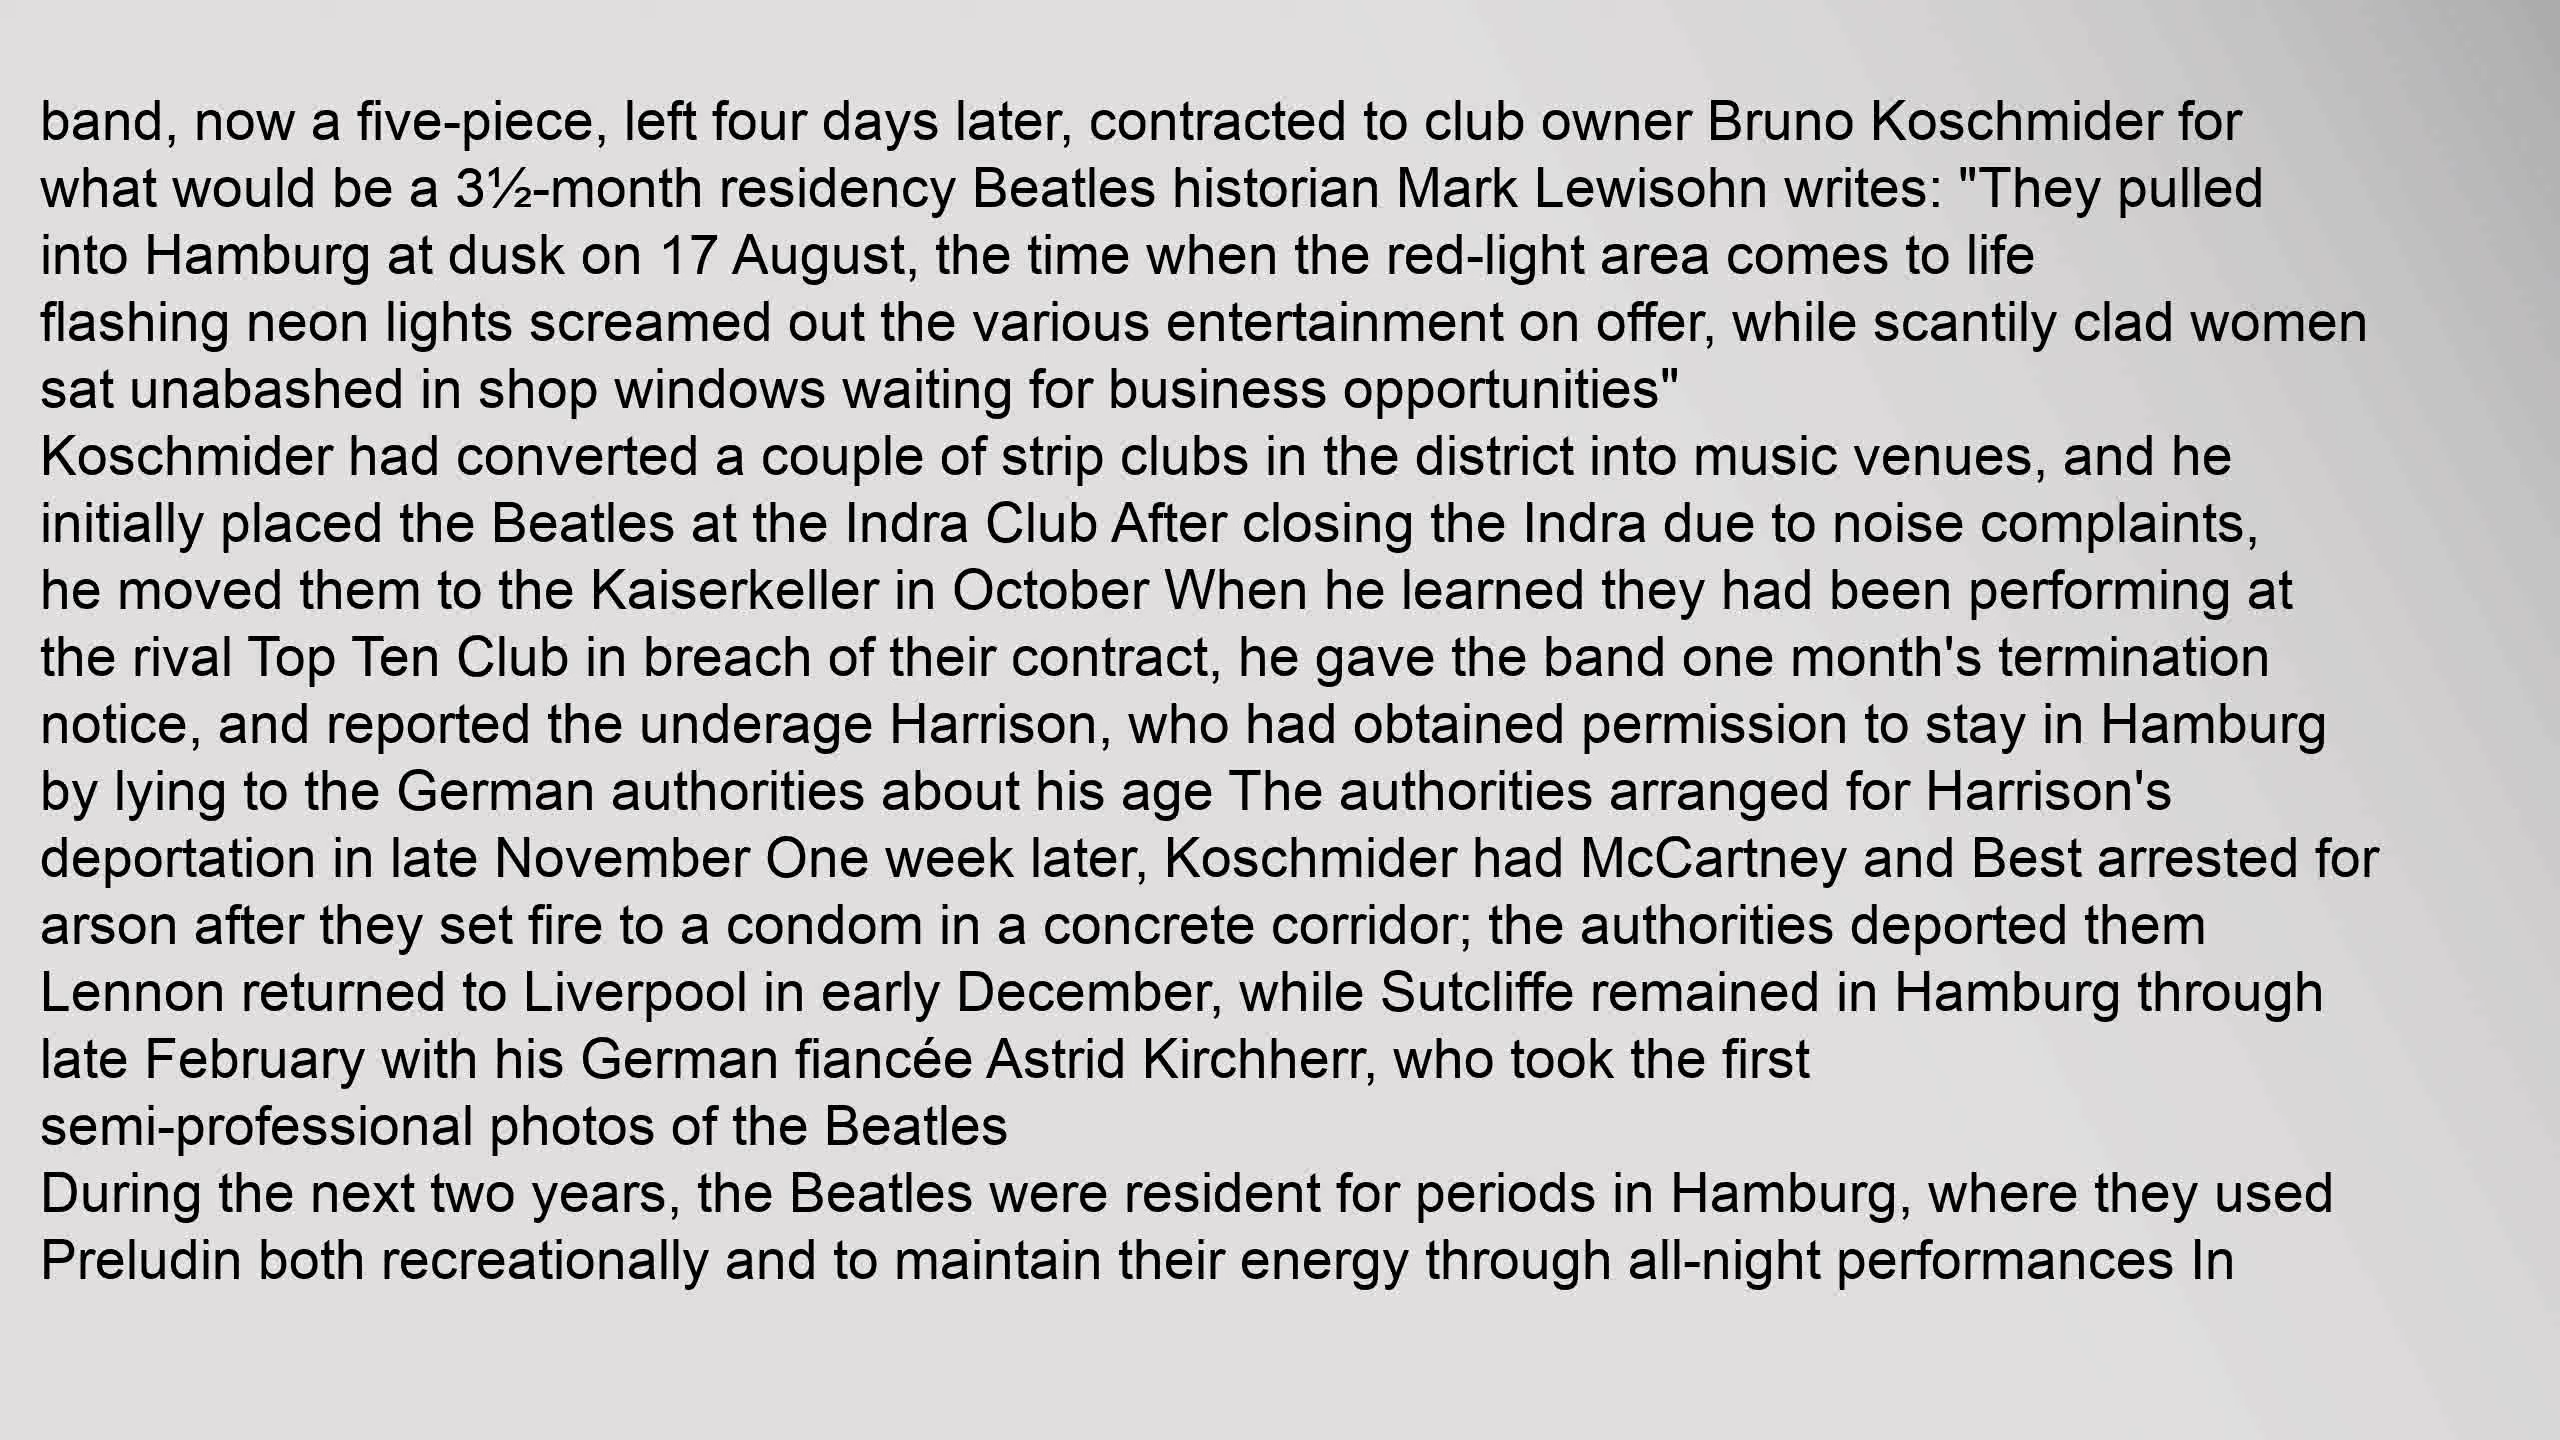 band, now a five-piece, left four days later, contracted to club owner Bruno Koschmider for
what would be a 3½-month residency Beatles historian Mark Lewisohn writes: "They pulled
into Hamburg at dusk on 17 August, the time when the red-light area comes to life
flashing neon lights screamed out the various entertainment on offer, while scantily clad women
sat unabashed in shop windows waiting for business opportunities"
Koschmider had converted a couple of strip clubs in the district into music venues, and he
initially placed the Beatles at the Indra Club After closing the Indra due to noise complaints,
he moved them to the Kaiserkeller in October When he learned they had been performing at
the rival Top Ten Club in breach of their contract, he gave the band one month's termination
notice, and reported the underage Harrison, who had obtained permission to stay in Hamburg
by lying to the German authorities about his age The authorities arranged for Harrison's
deportation in late November One week later, Koschmider had McCartney and Best arrested for
arson after they set fire to a condom in a concrete corridor; the authorities deported them
Lennon returned to Liverpool in early December, while Sutcliffe remained in Hamburg through
late February with his German fiancée Astrid Kirchherr, who took the first
semi-professional photos of the Beatles
During the next two years, the Beatles were resident for periods in Hamburg, where they used
Preludin both recreationally and to maintain their energy through all-night performances In